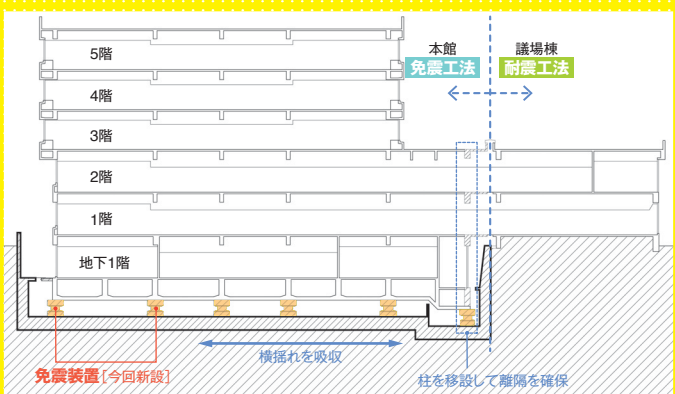 5階
4階
3階
2階
1階
地下1階
本館
免震工法
議場棟
耐震工法
横揺れを吸収
免震装置［今回新設］
柱を移設して離隔を確保